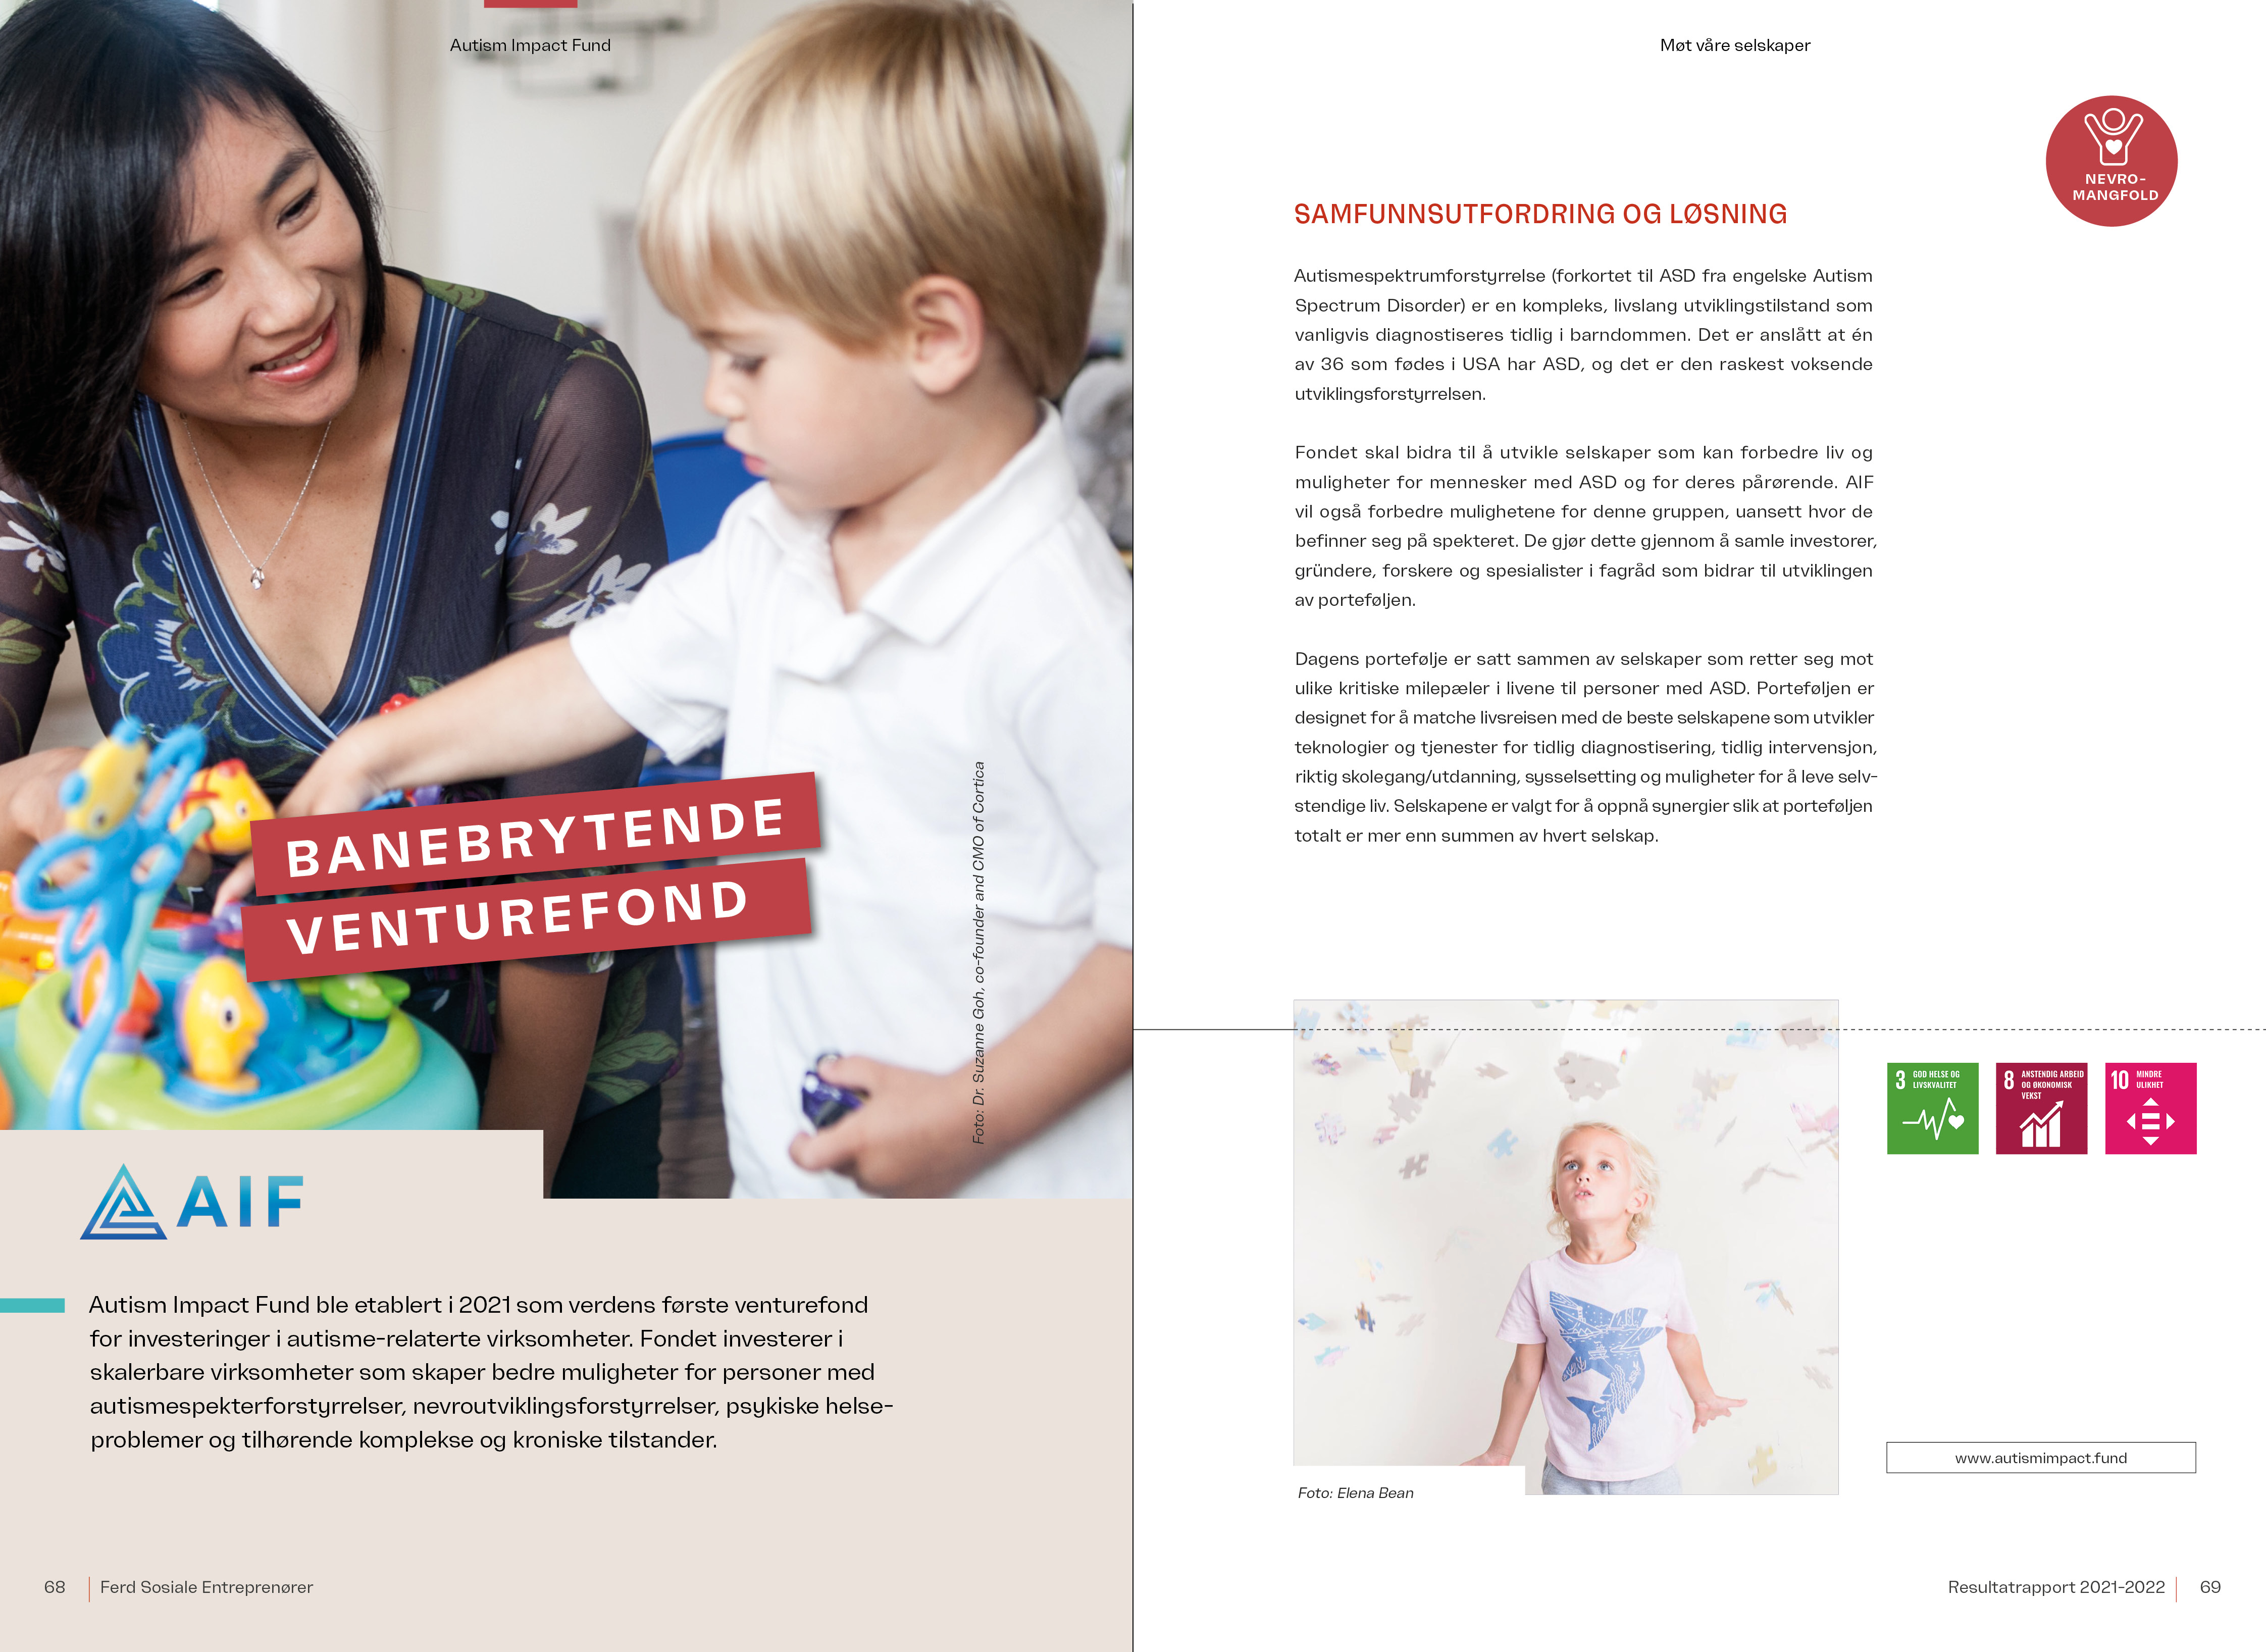 Autism Impact Fund
BANEBRYTENDE
VENTUREFOND
Foto: Dr. Suzanne Goh, co-founder and CMO of Cortica
AIF
Autism Impact Fund ble etablert i 2021 som verdens første venturefond
for investeringer i autisme-relaterte virksomheter. Fondet investerer i
skalerbare virksomheter som skaper bedre muligheter for personer med
autismespekterforstyrrelser, nevroutviklingsforstyrrelser, psykiske helse-
problemer og tilhørende komplekse og kroniske tilstander.
68
Ferd Sosiale Entreprenører
Møt våre selskaper
NEVRO-
MANGFOLD
SAMFUNNSUTFORDRING OG LØSNING
Autismespektrumforstyrrelse (forkortet til ASD fra engelske Autism
Spectrum Disorder) er en kompleks, livslang utviklingstilstand som
vanligvis diagnostiseres tidlig i barndommen. Det er anslått at én
av 36 som fødes i USA har ASD, og det er den raskest voksende
utviklingsforstyrrelsen.
Fondet skal bidra til å utvikle selskaper som kan forbedre liv og
muligheter for mennesker med ASD og for deres pårørende. AIF
vil også forbedre mulighetene for denne gruppen, uansett hvor de
befinner seg på spekteret. De gjør dette gjennom å samle investorer,
gründere, forskere og spesialister i fagråd som bidrar til utviklingen
av porteføljen.
Dagens portefølje er satt sammen av selskaper som retter seg mot
ulike kritiske milepæler i livene til personer med ASD. Porteføljen er
designet for å matche livsreisen med de beste selskapene som utvikler
teknologier og tjenester for tidlig diagnostisering, tidlig intervensjon,
riktig skolegang/utdanning, sysselsetting og muligheter for å leve selv-
stendige liv. Selskapene er valgt for å oppnå synergier slik at porteføljen
totalt er mer enn summen av hvert selskap.
3 GOD HELSE OG
LIVSKVALITET
8 ANSTENDIG ARBEID
OG ØKONOMISK
VEKST
10 MINDRE
ULIKHET
www.autismimpact.fund
Foto: Elena Bean
Resultatrapport 2021-2022
69